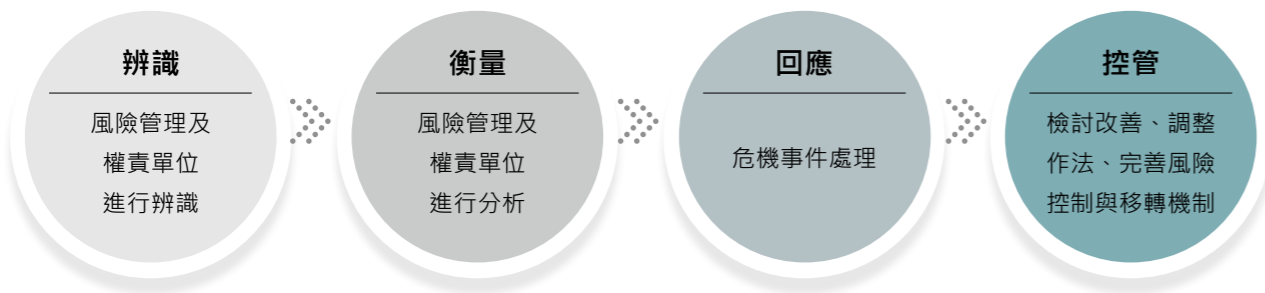 辨識
風險管理及
權責單位
進行辨識
衡量
風險管理及
權責單位
進行分析
回應
危機事件處理
控管
檢討改善、調整
作法、完善風險
控制與移轉機制